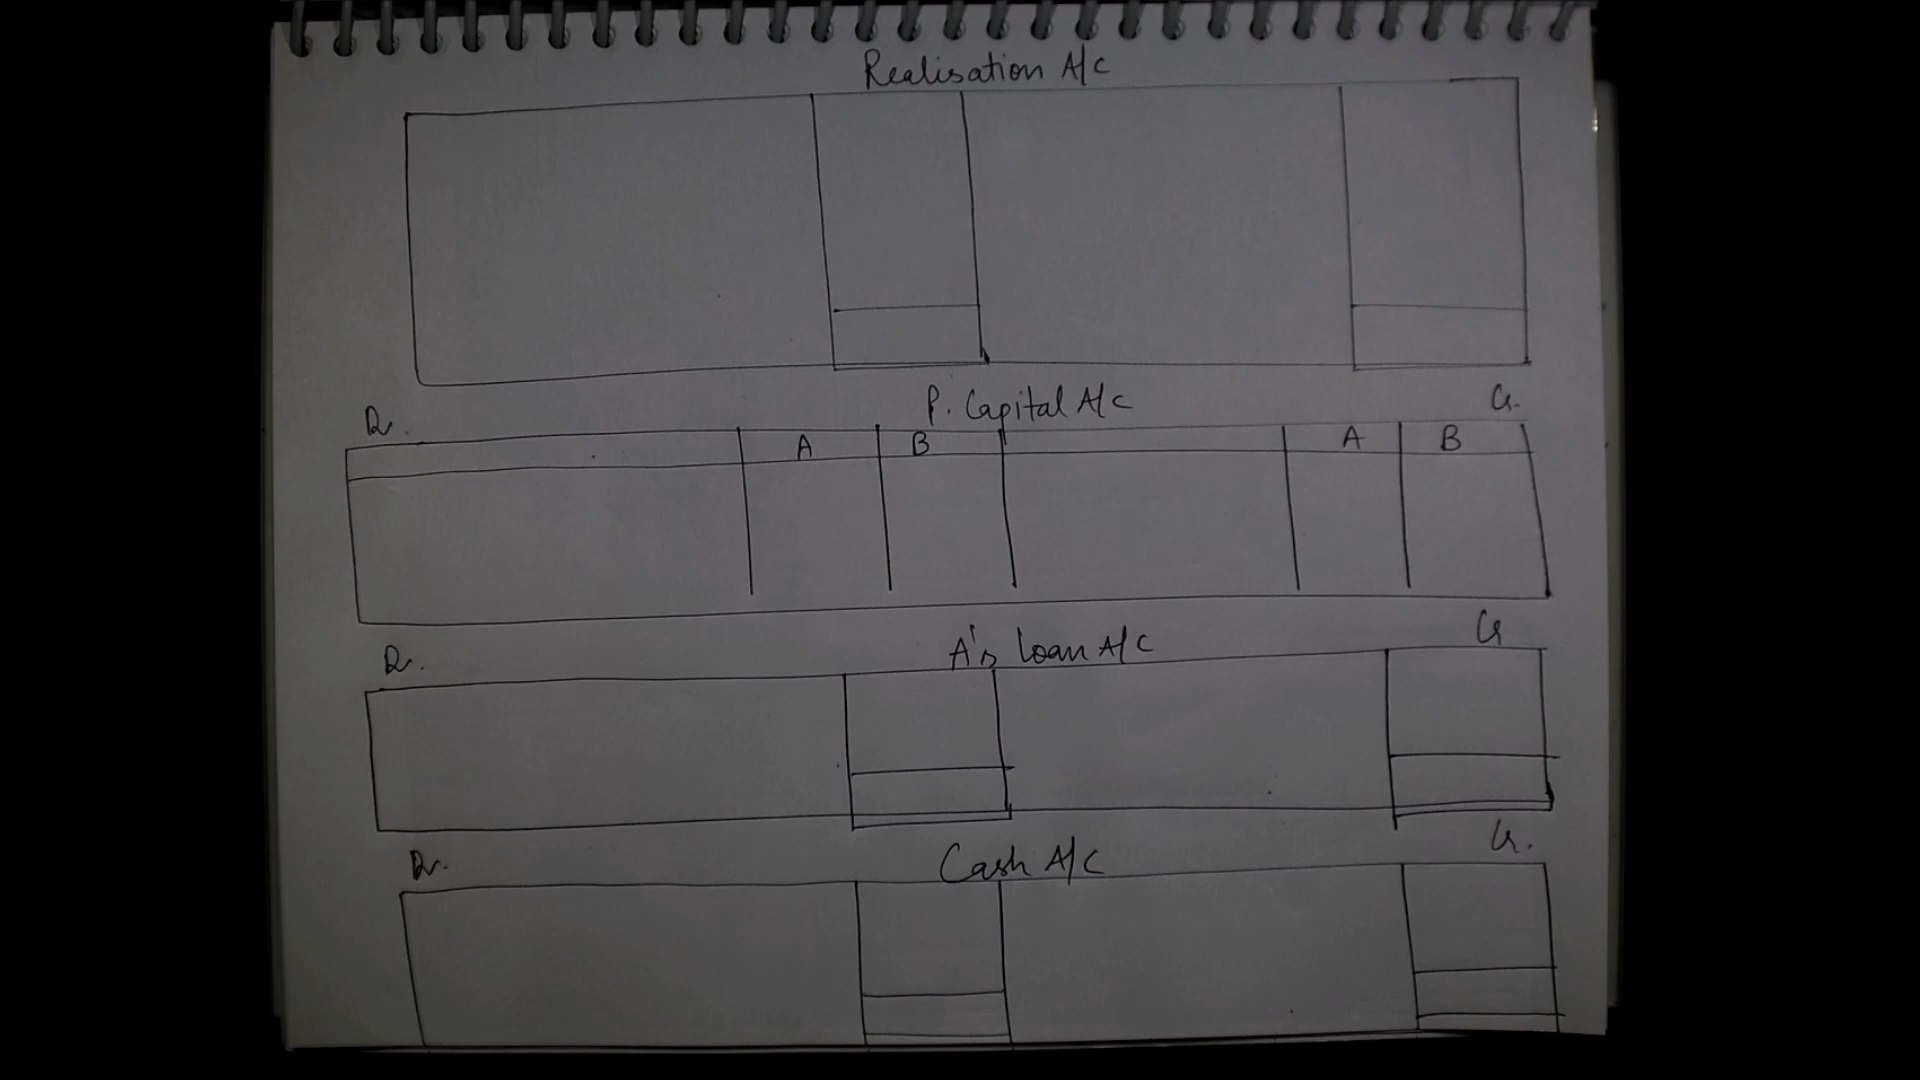 Realisation A/c
Dr. P. Capital A/c Cr.
A B A B
Dr. A's Loan A/c Cr
Dr. Cash A/c Cr.